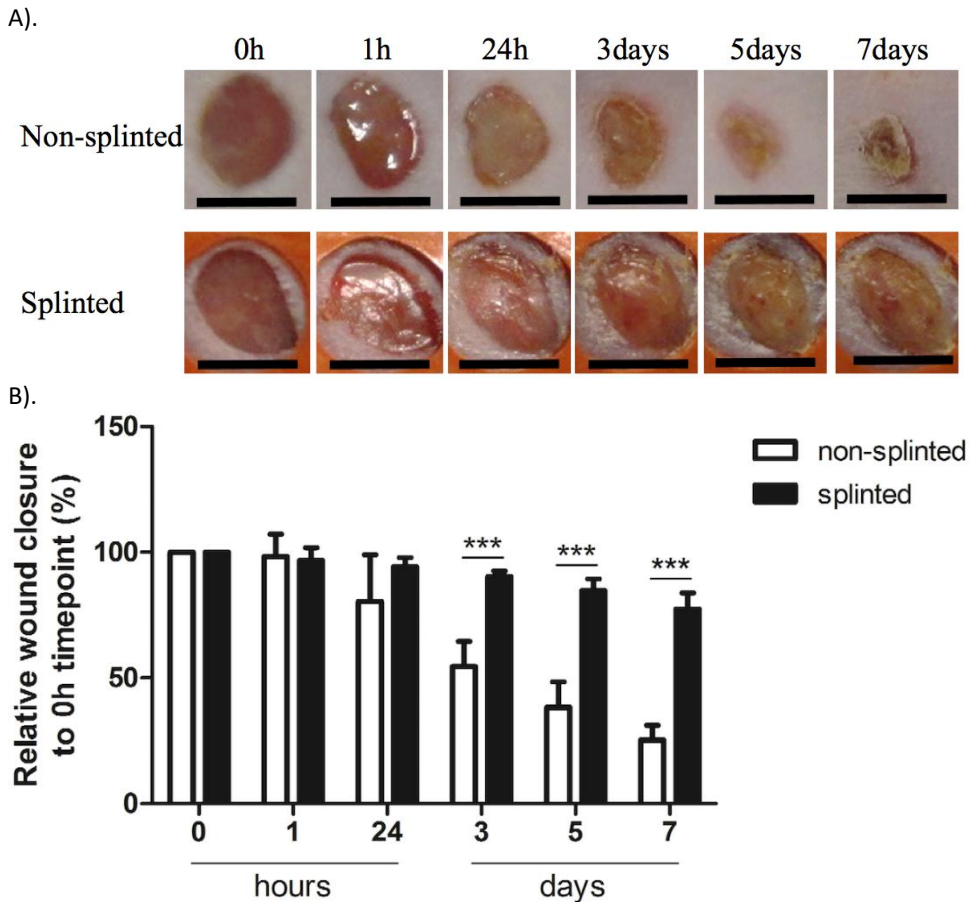 A).
0h 1h 24h 3days 5days 7days
Non-splinted
Splinted
B).
Relative wound closure
to 0h timepoint (%)
150
100
50
0
non-splinted
splinted
*** *** ***
0 1 24 3 5 7
hours days